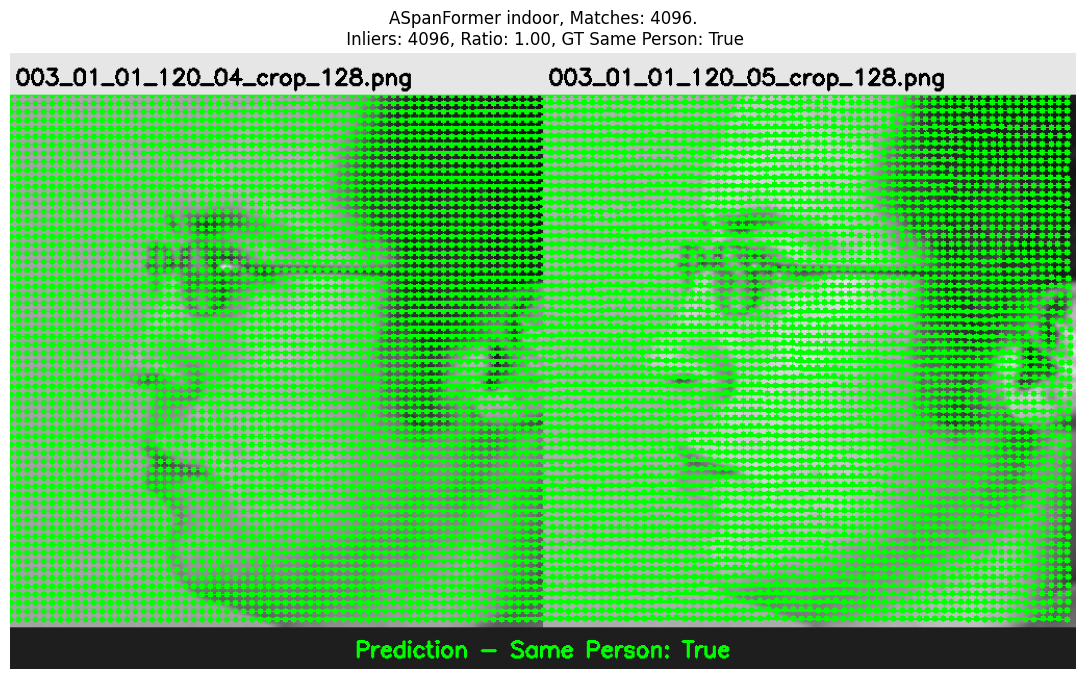 ASpanFormer indoor, Matches: 4096.
Inliers: 4096, Ratio: 1.00, GT Same Person: True
003_01_01_120_04_crop_128.png
003_01_01_120_05_crop_128.png
Prediction - Same Person: True